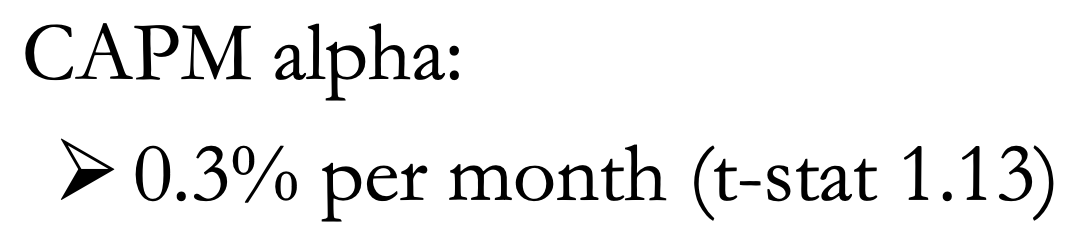 CAPM alpha:
➢ 0.3% per month (t-stat 1.13)